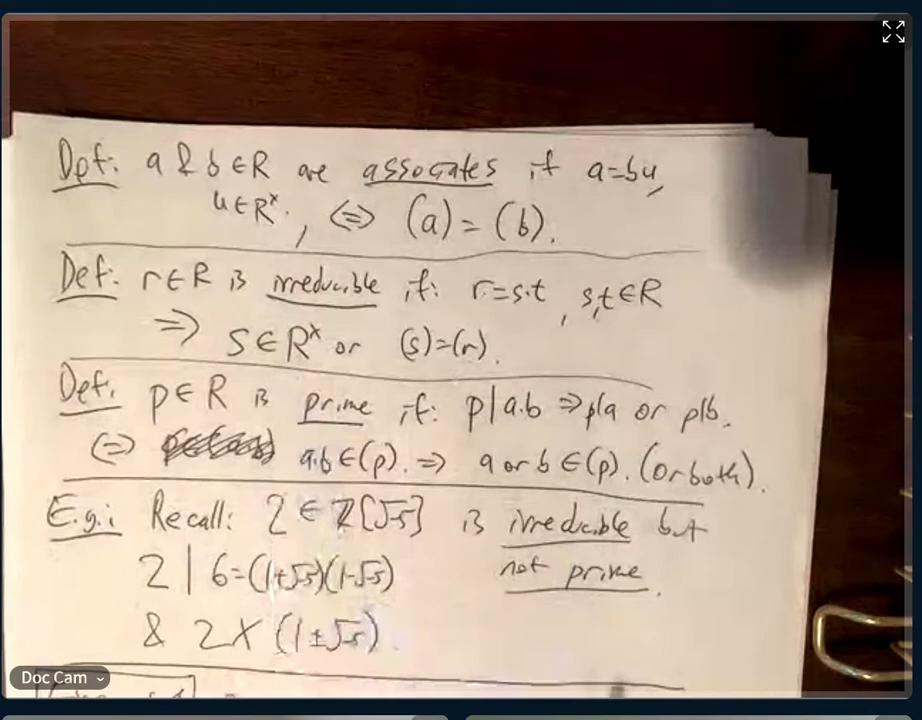 Def: a & b ∈ R are associates if a=bu,
u∈R^x, ⟺ (a) = (b).
Def: r∈R is irreducible if: r=s·t, s,t∈R
⟹ s∈R^x or (s)=(r).
Def: p∈R is prime if: p|a·b ⟹ p|a or p|b.
⟺ a·b∈(p). ⟹ a or b ∈(p). (or both).
E.g.: Recall: 2 ∈ Z[√-5] is irreducible but
2 | 6=(1+√-5)(1-√-5) not prime.
& 2 ∤ (1±√-5).
Doc Cam